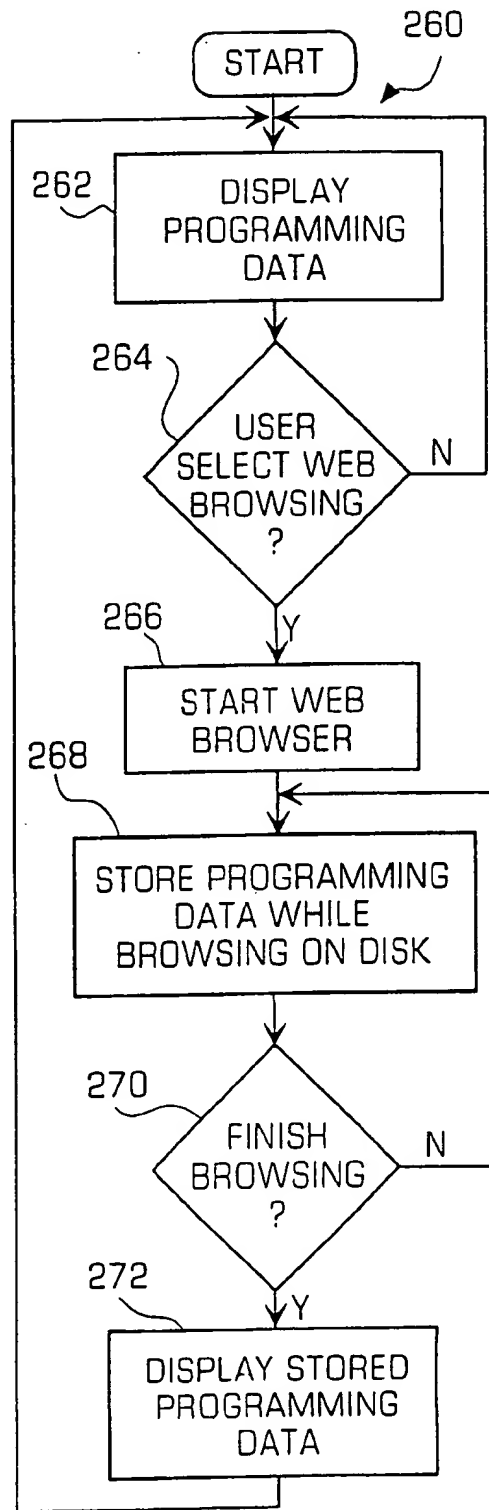 260
START
262
DISPLAY
PROGRAMMING
DATA
264
USER
SELECT WEB
BROWSING
?
N
Y
266
START WEB
BROWSER
268
STORE PROGRAMMING
DATA WHILE
BROWSING ON DISK
270
FINISH
BROWSING
?
N
Y
272
DISPLAY STORED
PROGRAMMING
DATA